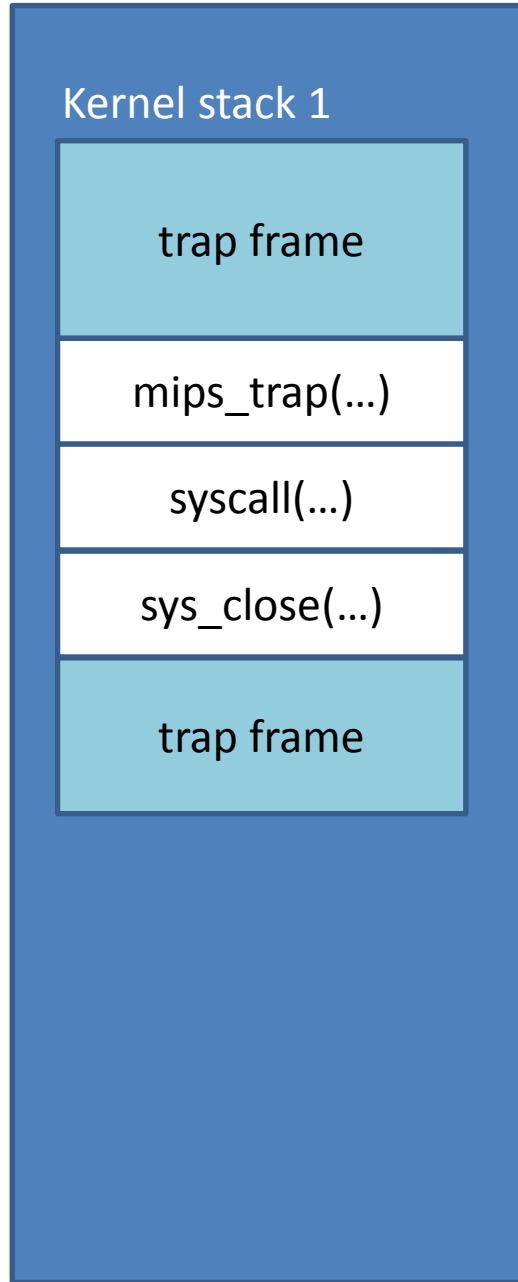 Kernel stack 1
trap frame
mips_trap(…)
syscall(…)
sys_close(…)
trap frame